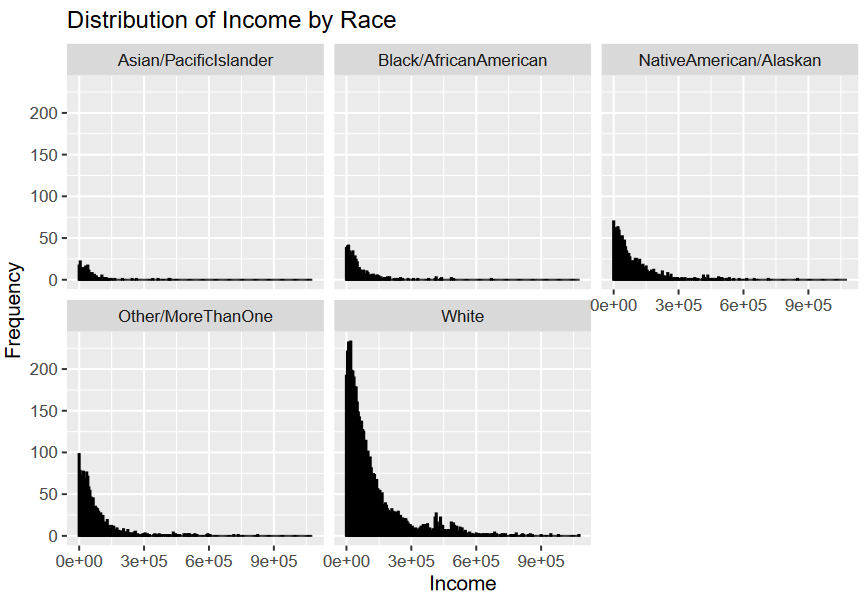 Distribution of Income by Race
Asian/PacificIslander
Black/AfricanAmerican
NativeAmerican/Alaskan
200
150
100
50
0
0e+00 3e+05 6e+05 9e+05
Other/MoreThanOne
White
200
150
100
50
0
0e+00 3e+05 6e+05 9e+05
0e+00 3e+05 6e+05 9e+05
Frequency
Income